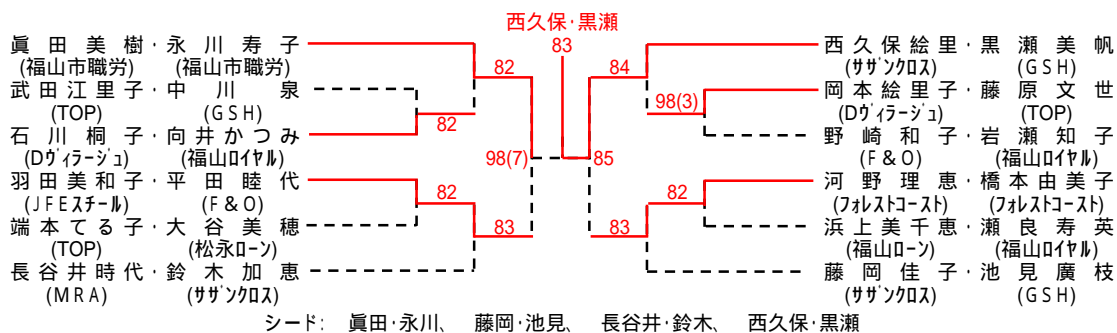 西久保・黒瀬
眞田美樹・永川寿子 83 西久保絵里・黒瀬美帆
(福山市職労) (福山市職労) 82 84 (ｻｻﾞﾝｸﾛｽ) (GSH)
武田江里子・中川泉 岡本絵里子・藤原文世
(TOP) (GSH) 82 98(3) (Dｳﾞｨﾗｰｼﾞｭ) (TOP)
石川桐子・向井かつみ 野崎和子・岩瀬知子
(Dｳﾞｨﾗｰｼﾞｭ) (福山ﾛｲﾔﾙ) 98(7) 85 (F&O) (福山ﾛｲﾔﾙ)
羽田美和子・平田睦代 河野理恵・橋本由美子
(JFEｽﾁｰﾙ) (F&O) 82 82 (ﾌｫﾚｽﾄｺｰｽﾄ) (ﾌｫﾚｽﾄｺｰｽﾄ)
端本てる子・大谷美穂 83 83 浜上美千恵・瀬良寿英
(TOP) (松永ﾛｰﾝ) (福山ﾛｰﾝ) (福山ﾛｲﾔﾙ)
長谷井時代・鈴木加恵 藤岡佳子・池見廣枝
(MRA) (ｻｻﾞﾝｸﾛｽ) (ｻｻﾞﾝｸﾛｽ) (GSH)
シード: 眞田・永川、 藤岡・池見、 長谷井・鈴木、 西久保・黒瀬